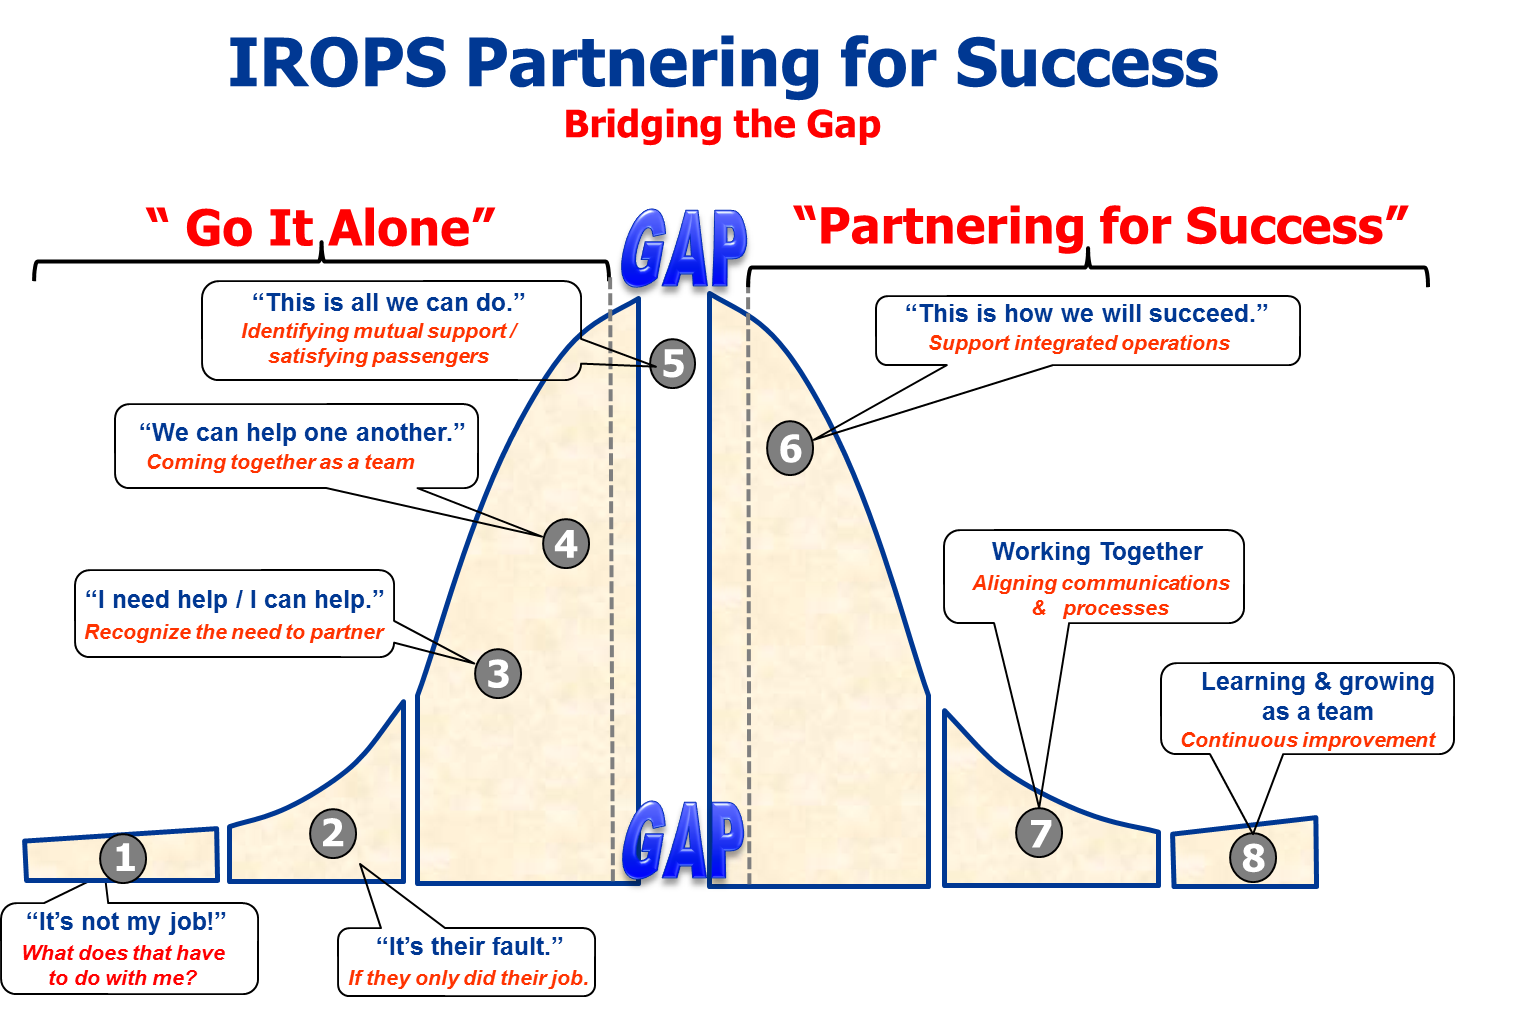 IROPS Partnering for Success
Bridging the Gap
“ Go It Alone”
GAP
“Partnering for Success”
“This is all we can do.”
Identifying mutual support /
satisfying passengers
5
“This is how we will succeed.”
Support integrated operations
6
“We can help one another.”
Coming together as a team
4
“I need help / I can help.”
Recognize the need to partner
3
Working Together
Aligning communications
& processes
7
Learning & growing
as a team
Continuous improvement
8
GAP
1
2
“It’s not my job!”
What does that have
to do with me?
“It’s their fault.”
If they only did their job.